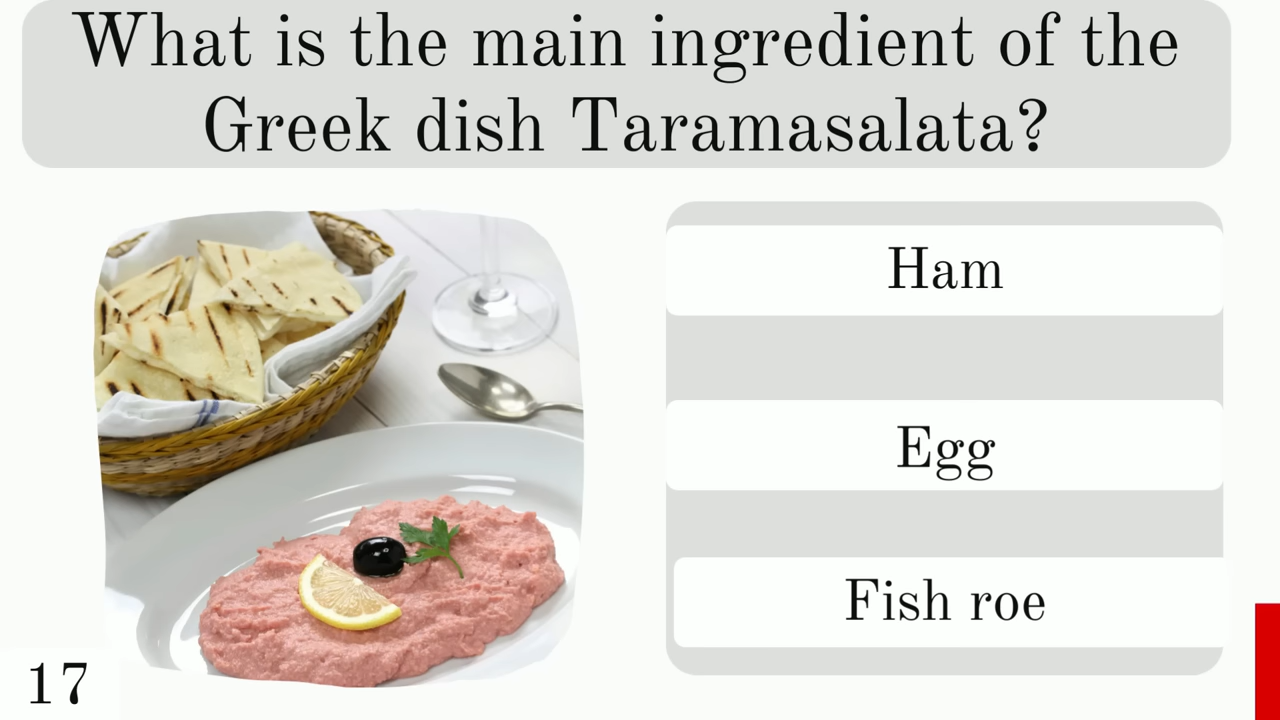 What is the main ingredient of the
Greek dish Taramasalata?
Ham
Egg
Fish roe
17